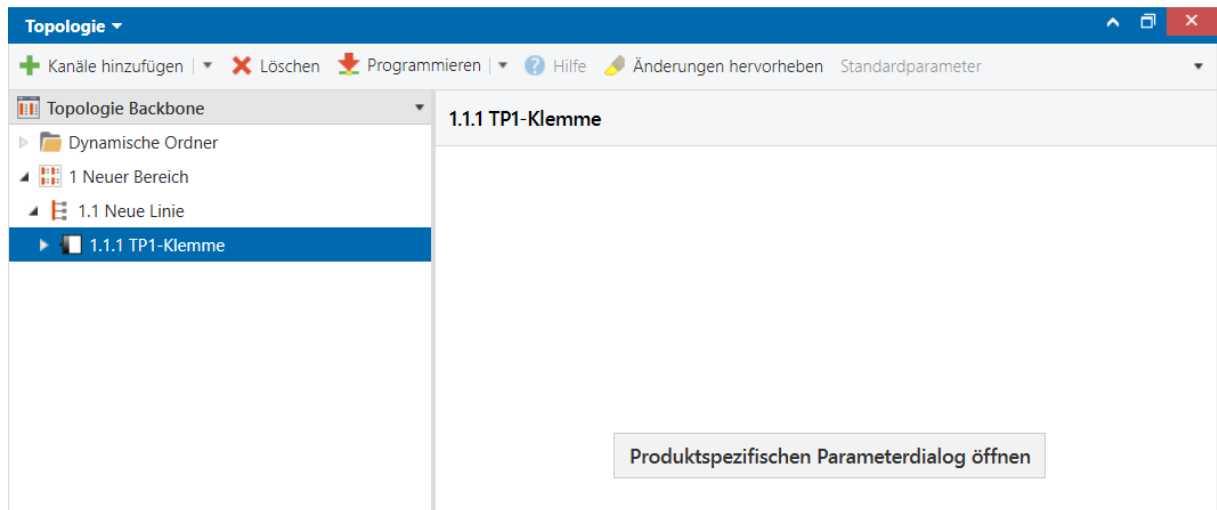 Topologie
Kanäle hinzufügen Löschen Programmieren Hilfe Änderungen hervorheben Standardparameter
Topologie Backbone
Dynamische Ordner
1 Neuer Bereich
1.1 Neue Linie
1.1.1 TP1-Klemme
1.1.1 TP1-Klemme
Produktspezifischen Parameterdialog öffnen